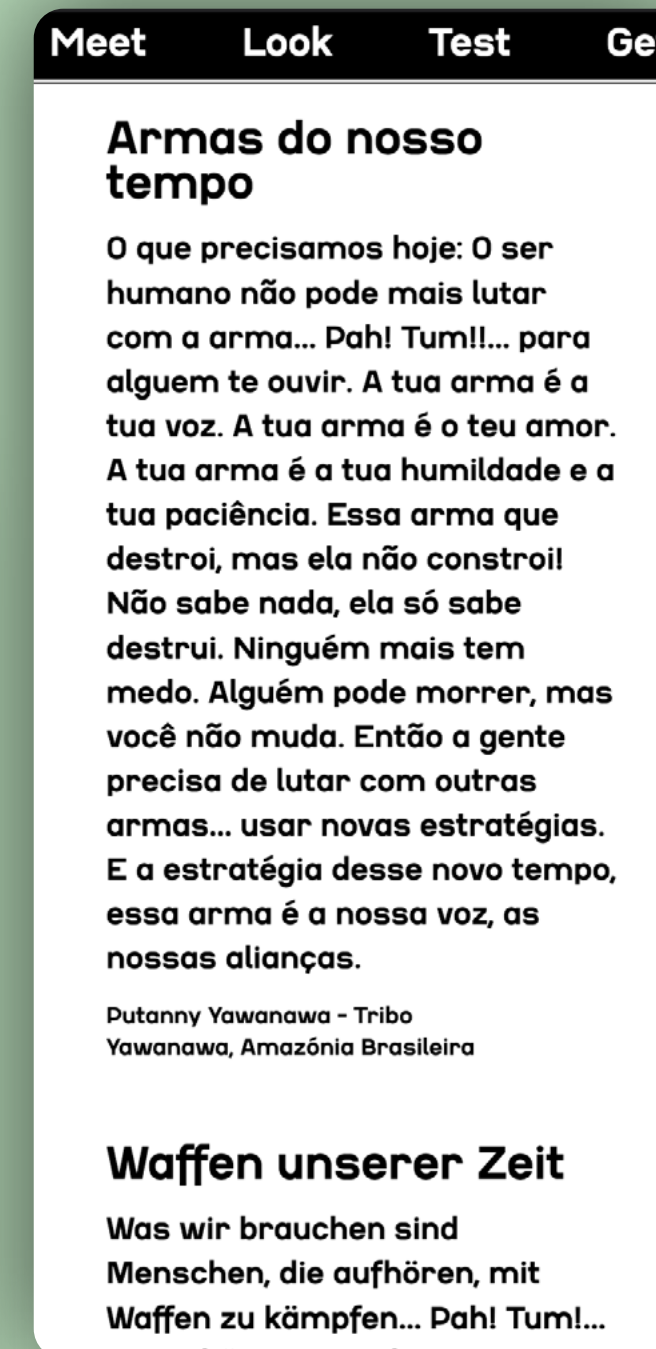 Meet Look Test Ge
Armas do nosso
tempo
O que precisamos hoje: O ser
humano não pode mais lutar
com a arma... Pah! Tum!!... para
alguem te ouvir. A tua arma é a
tua voz. A tua arma é o teu amor.
A tua arma é a tua humildade e a
tua paciência. Essa arma que
destroi, mas ela não constroi!
Não sabe nada, ela só sabe
destrui. Ninguém mais tem
medo. Alguém pode morrer, mas
você não muda. Então a gente
precisa de lutar com outras
armas... usar novas estratégias.
E a estratégia desse novo tempo,
essa arma é a nossa voz, as
nossas alianças.
Putanny Yawanawa - Tribo
Yawanawa, Amazónia Brasileira
Waffen unserer Zeit
Was wir brauchen sind
Menschen, die aufhören, mit
Waffen zu kämpfen... Pah! Tum!...